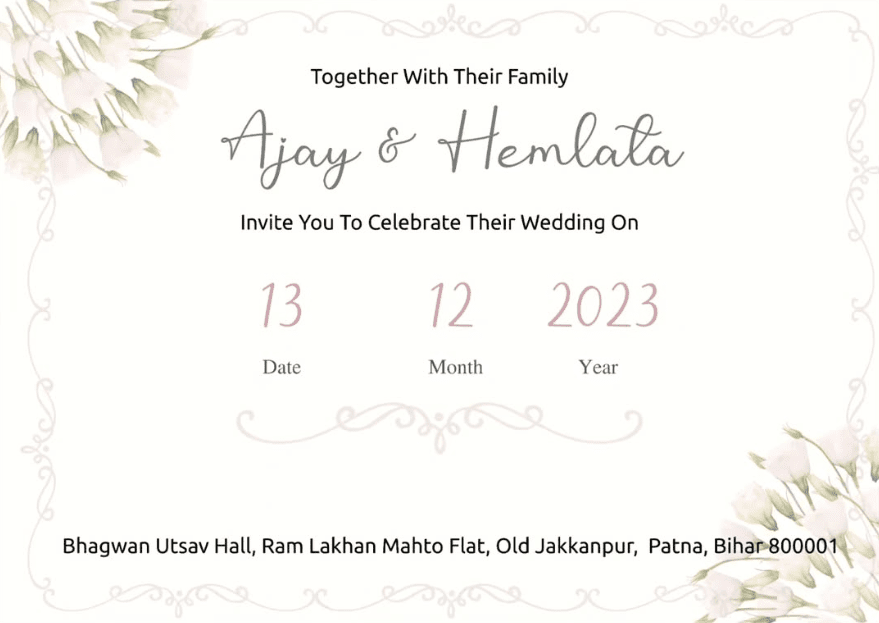 Together With Their Family
Ajay & Hemlata
Invite You To Celebrate Their Wedding On
13 12 2023
Date Month Year
Bhagwan Utsav Hall, Ram Lakhan Mahto Flat, Old Jakkanpur, Patna, Bihar 800001